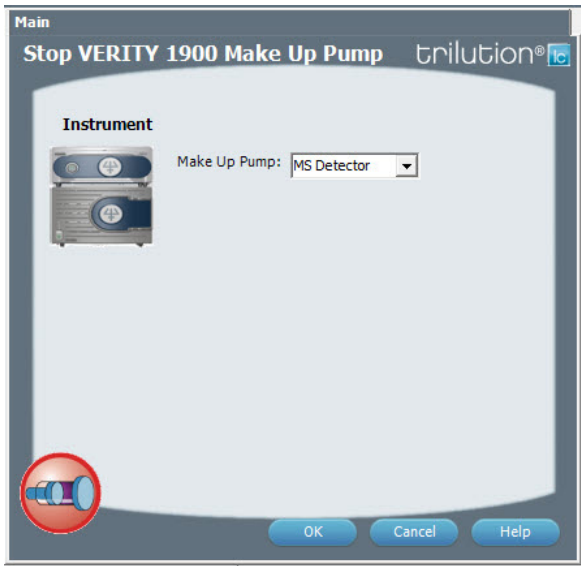 Main
Stop VERITY 1900 Make Up Pump trilution® lc
Instrument
Make Up Pump: MS Detector
OK Cancel Help